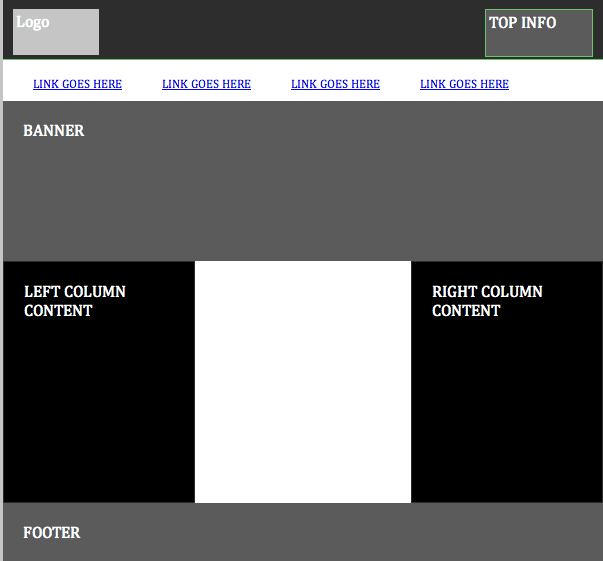 Logo
TOP INFO
LINK GOES HERE LINK GOES HERE LINK GOES HERE LINK GOES HERE
BANNER
LEFT COLUMN
CONTENT
RIGHT COLUMN
CONTENT
FOOTER